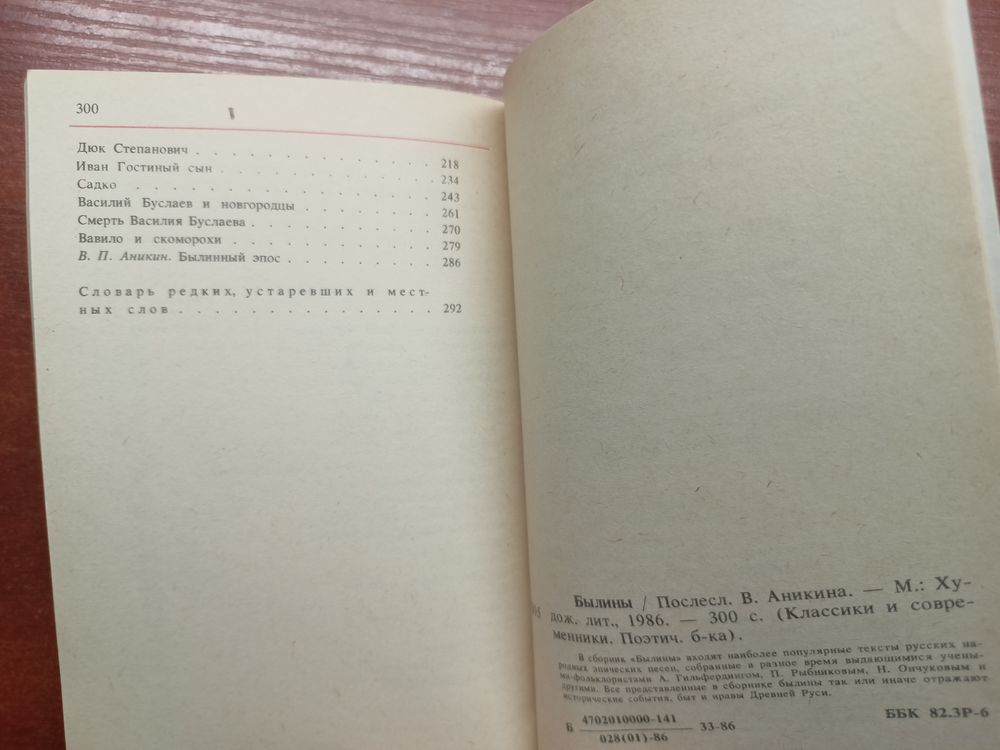 300
Дюк Степанович . . . . . . . . . . . . . 218
Иван Гостиный сын . . . . . . . . . . . 234
Садко . . . . . . . . . . . . . . . . 243
Василий Буслаев и новгородцы . . . . . . . 261
Смерть Василия Буслаева . . . . . . . . . 270
Вавило и скоморохи . . . . . . . . . . . 279
В. П. Аникин. Былинный эпос . . . . . . . . 286
Словарь редких, устаревших и мест-
ных слов . . . . . . . . . . . . . . . 292
Былины / Послесл. В. Аникина. — М.: Ху-
дож. лит., 1986. — 300 с. (Классики и совре-
менники. Поэтич. б-ка).
В сборник «Былины» входят наиболее популярные тексты русских на-
родных эпических песен, собранные в разное время выдающимися учены-
ми-фольклористами А. Гильфердингом, П. Рыбниковым, Н. Ончуковым и
другими. Все представленные в сборнике былины так или иначе отражают
исторические события, быт и нравы Древней Руси.
Б 4702010000-141 33-86 ББК 82.3Р-6
028(01)-86